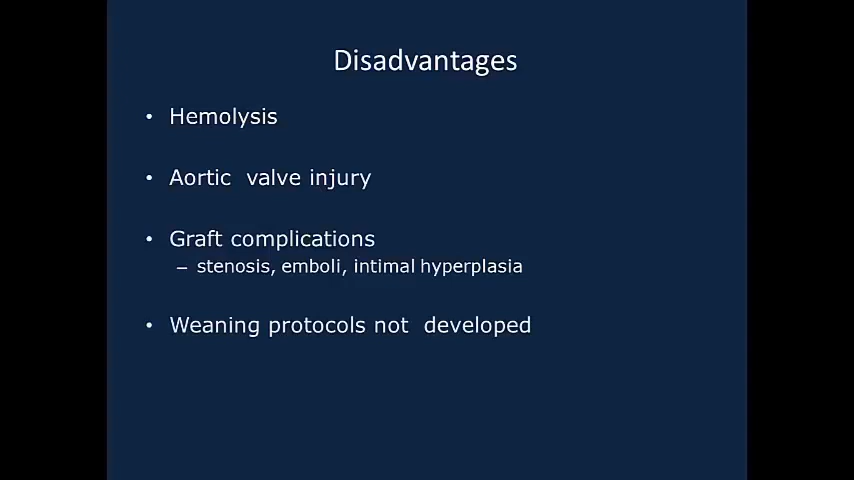 Disadvantages
• Hemolysis
• Aortic valve injury
• Graft complications
– stenosis, emboli, intimal hyperplasia
• Weaning protocols not developed